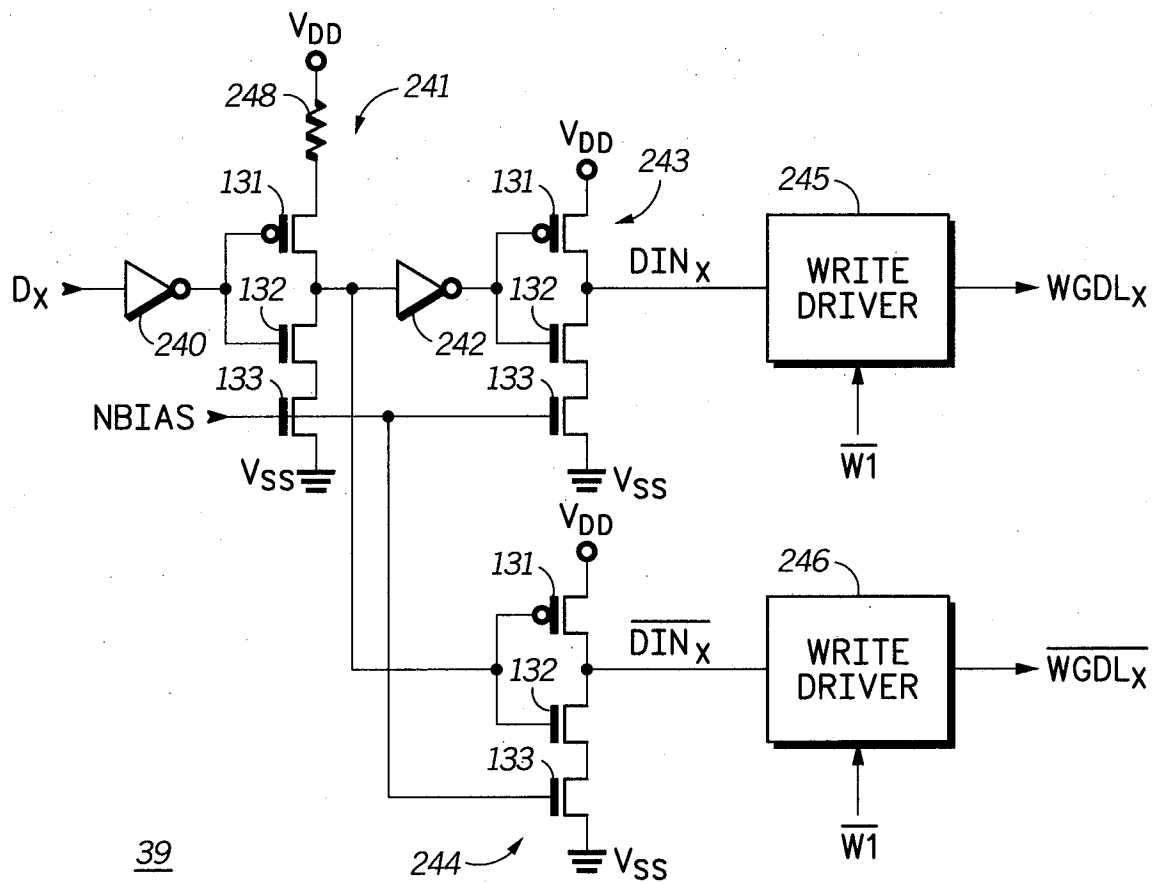 VDD
248
241
131
VDD
131
243
245
DX
240
132
242
132
DINX
WRITE
DRIVER
WGDLX
133
133
NBIAS
W1
VSS
VSS
VDD
131
246
DINX
132
WRITE
DRIVER
WGDLX
133
W1
39
244
VSS